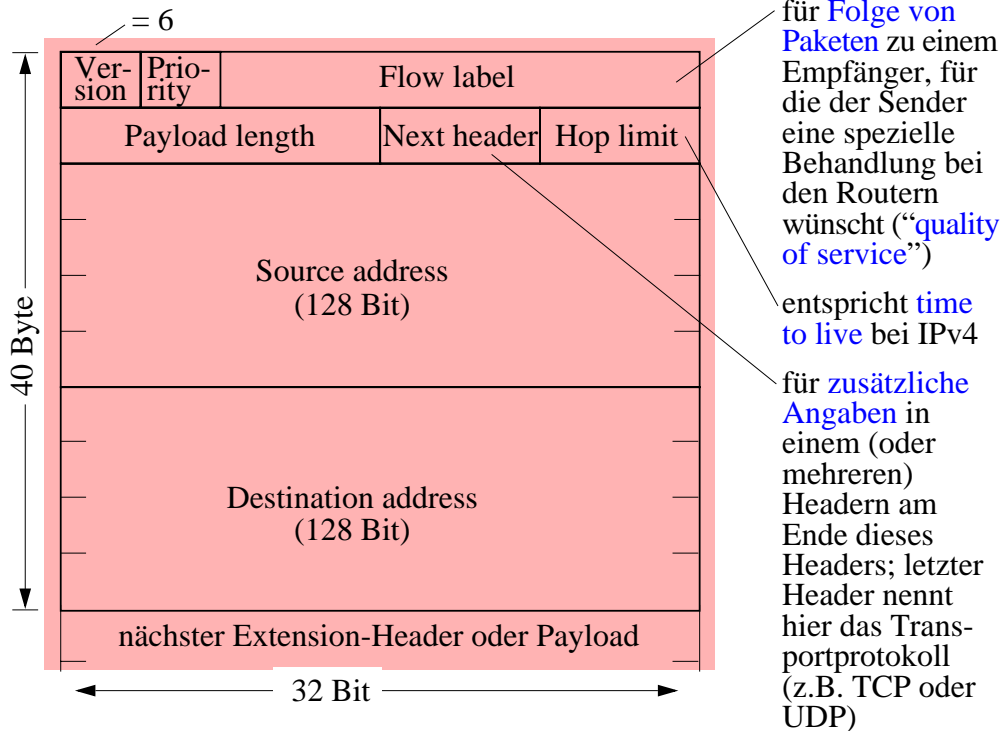 = 6
Ver-
sion
Prio-
rity
Flow label
Payload length
Next header
Hop limit
Source address
(128 Bit)
40 Byte
Destination address
(128 Bit)
nächster Extension-Header oder Payload
32 Bit
für Folge von
Paketen zu einem
Empfänger, für
die der Sender
eine spezielle
Behandlung bei
den Routern
wünscht (“quality
of service”)
entspricht time
to live bei IPv4
für zusätzliche
Angaben in
einem (oder
mehreren)
Headern am
Ende dieses
Headers; letzter
Header nennt
hier das Trans-
portprotokoll
(z.B. TCP oder
UDP)